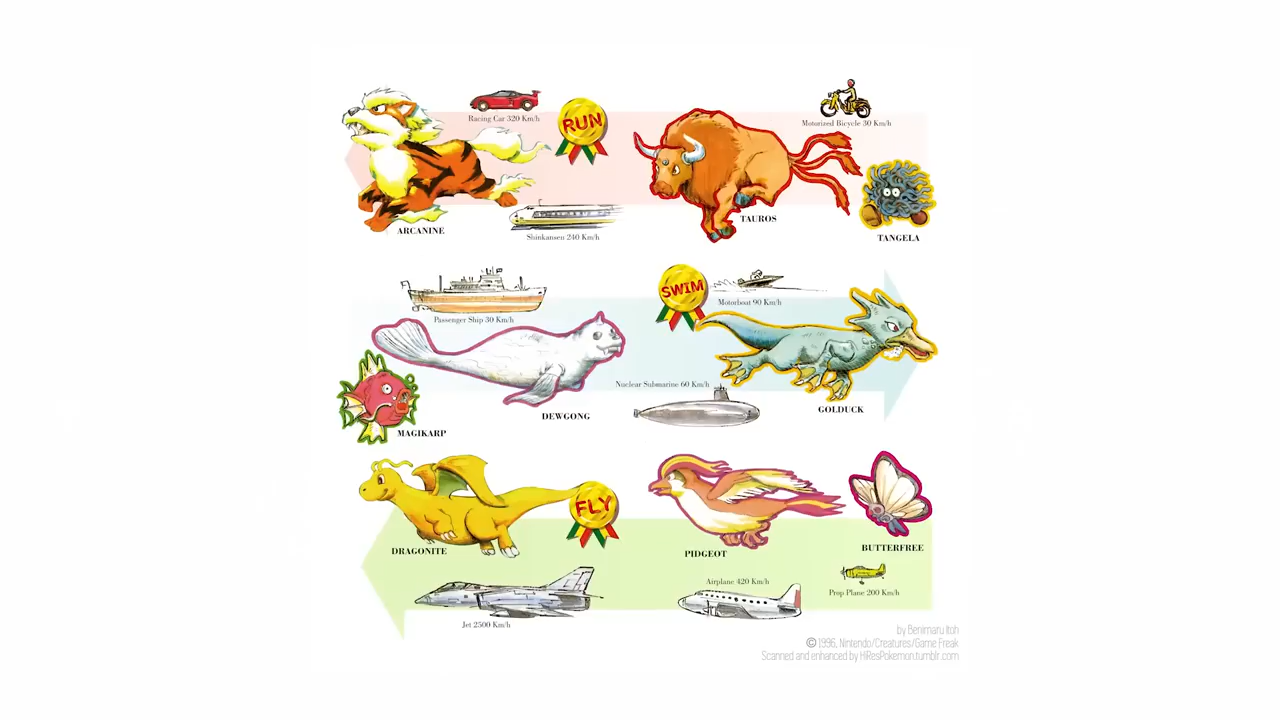 Racing Car 320 Km/h
RUN
Motorized Bicycle 30 Km/h
ARCANINE
Shinkansen 240 Km/h
TAUROS
TANGELA
SWIM
Motorboat 90 Km/h
Passenger Ship 30 Km/h
Nuclear Submarine 60 Km/h
GOLDUCK
DEWGONG
MAGIKARP
FLY
DRAGONITE
PIDGEOT
BUTTERFREE
Airplane 420 Km/h
Prop Plane 200 Km/h
Jet 2500 Km/h
by Benimaru Itoh
© 1996, Nintendo/Creatures/Game Freak
Scanned and enhanced by HiResPokemon.tumblr.com